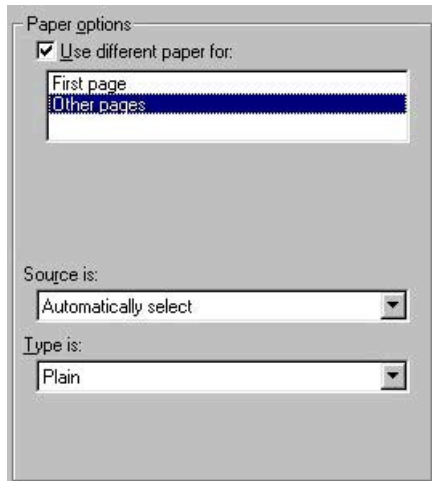 Paper options
Use different paper for:
First page
Other pages
Source is:
Automatically select
Type is:
Plain